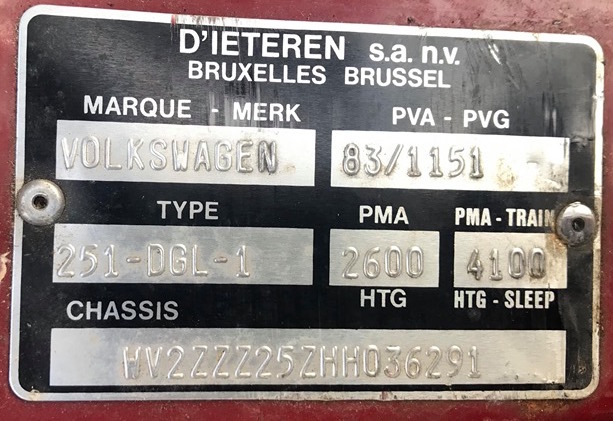 D'IETEREN s.a. n.v.
BRUXELLES BRUSSEL
MARQUE - MERK PVA - PVG
VOLKSWAGEN 83/1151
TYPE PMA PMA - TRAIN
251-DGL-1 2600 4100
HTG HTG - SLEEP
CHASSIS
WV2ZZZ25ZHH036291